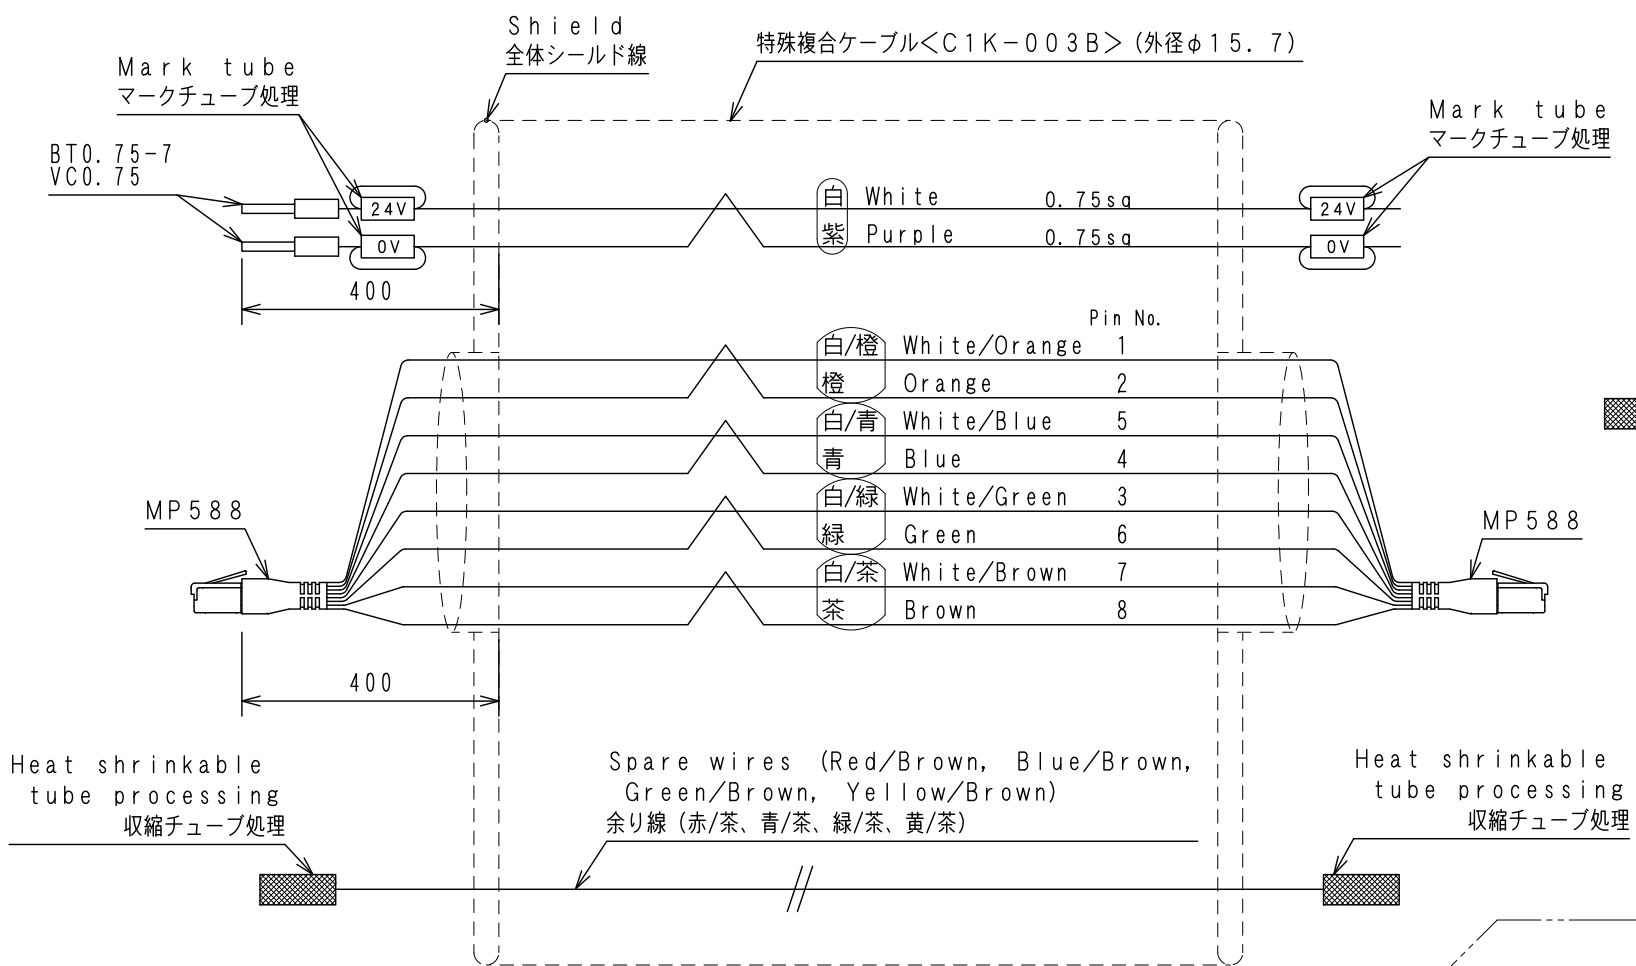 Shield
全体シールド線
特殊複合ケーブル<C1K-003B>(外径φ15.7)
Mark tube
マークチューブ処理
Mark tube
マークチューブ処理
BT0.75-7
VC0.75
24V
白 White 0.75sq
24V
0V
紫 Purple 0.75sq
0V
400
Pin No.
白/橙 White/Orange 1
橙 Orange 2
白/青 White/Blue 5
青 Blue 4
白/緑 White/Green 3
緑 Green 6
白/茶 White/Brown 7
茶 Brown 8
MP588
MP588
400
Heat shrinkable
tube processing
収縮チューブ処理
Spare wires (Red/Brown, Blue/Brown,
Green/Brown, Yellow/Brown)
余り線(赤/茶、青/茶、緑/茶、黄/茶)
Heat shrinkable
tube processing
収縮チューブ処理